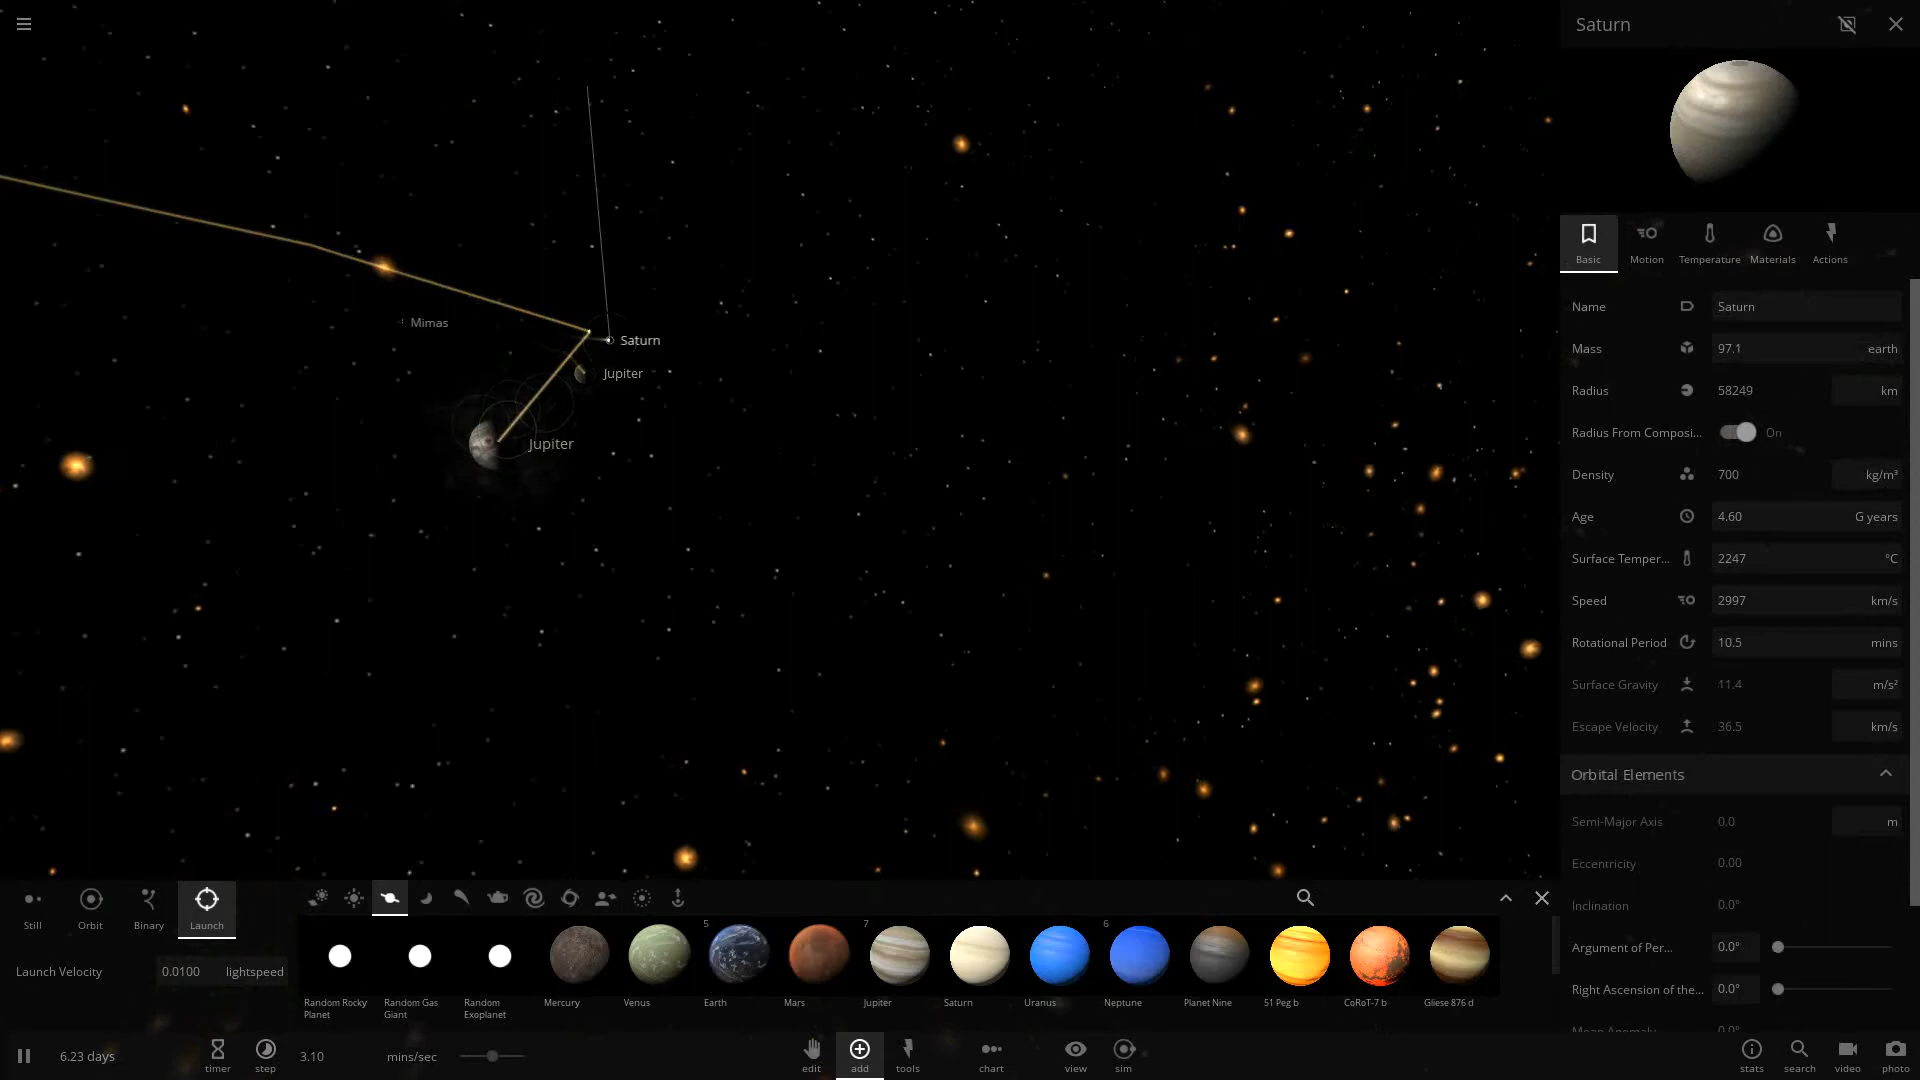 Saturn
Mimas
Saturn
Jupiter
Jupiter
Basic
Motion
Temperature
Materials
Actions
Name Saturn
Mass 97.1 earth
Radius 58249 km
Radius From Composi... On
Density 700 kg/m³
Age 4.60 G years
Surface Temper... 2247 °C
Speed 2997 km/s
Rotational Period 10.5 mins
Surface Gravity 11.4 m/s²
Escape Velocity 36.5 km/s
Orbital Elements
Semi-Major Axis 0.0 m
Eccentricity 0.00
Inclination 0.0°
Argument of Per... 0.0°
Right Ascension of the... 0.0°
Mean Anomaly 0.0°
Still
Orbit
Binary
Launch
Launch Velocity 0.0100 lightspeed
5
7
6
Random Rocky
Planet
Random Gas
Giant
Random
Exoplanet
Mercury
Venus
Earth
Mars
Jupiter
Saturn
Uranus
Neptune
Planet Nine
51 Peg b
CoRoT-7 b
Gliese 876 d
6.23 days
timer
step
3.10 mins/sec
edit
add
tools
chart
view
sim
stats
search
video
photo